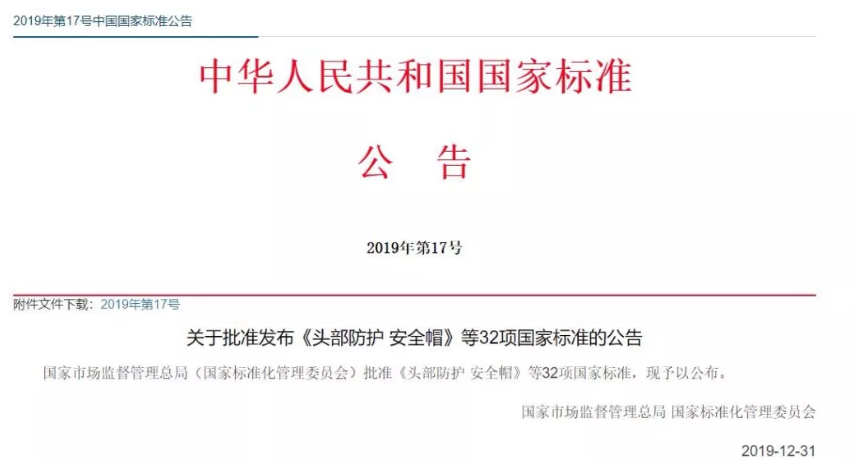 2019年第17号中国国家标准公告
中华人民共和国国家标准
公 告
2019年第17号
附件文件下载：2019年第17号
关于批准发布《头部防护 安全帽》等32项国家标准的公告
国家市场监督管理总局（国家标准化管理委员会）批准《头部防护 安全帽》等32项国家标准，现予以公布。
国家市场监督管理总局 国家标准化管理委员会
2019-12-31